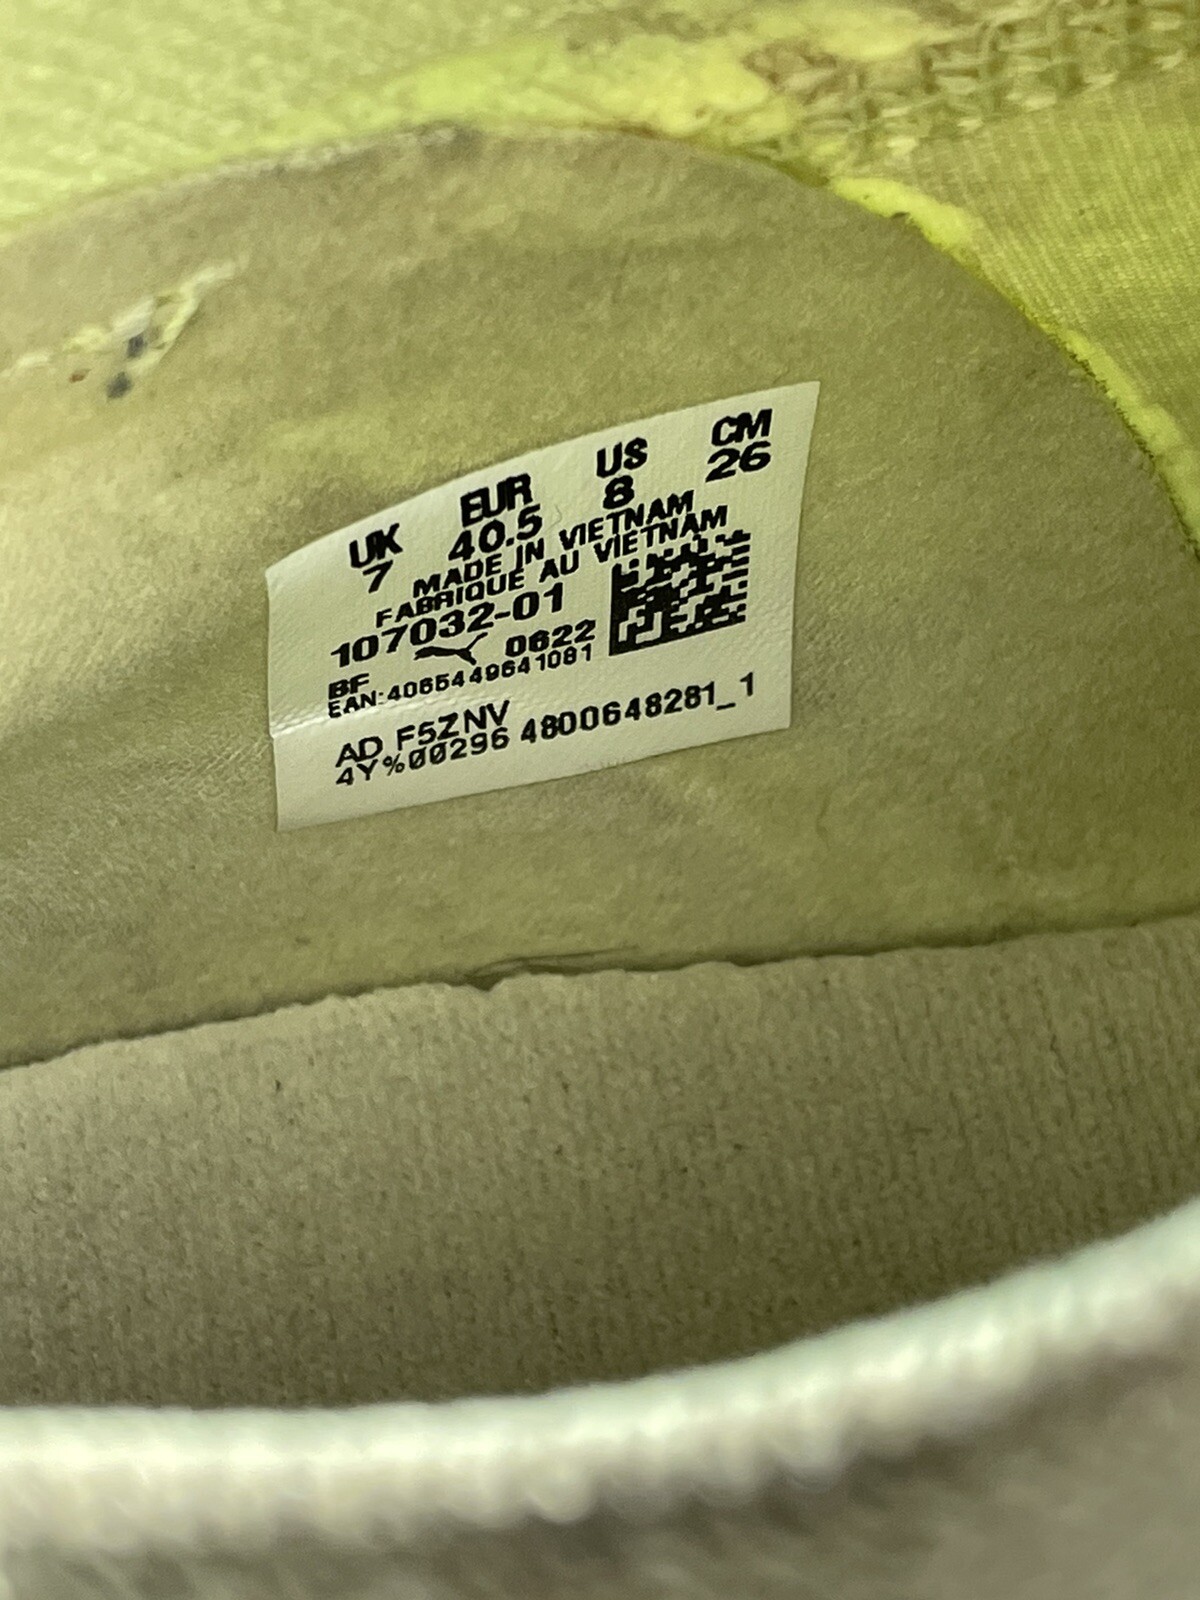 UK EUR US CM
7 40.5 8 26
MADE IN VIETNAM
FABRIQUE AU VIETNAM
107032-01
BF 0622
EAN:4065449641081
AD F5ZNV
4Y%00296 4800648281_1